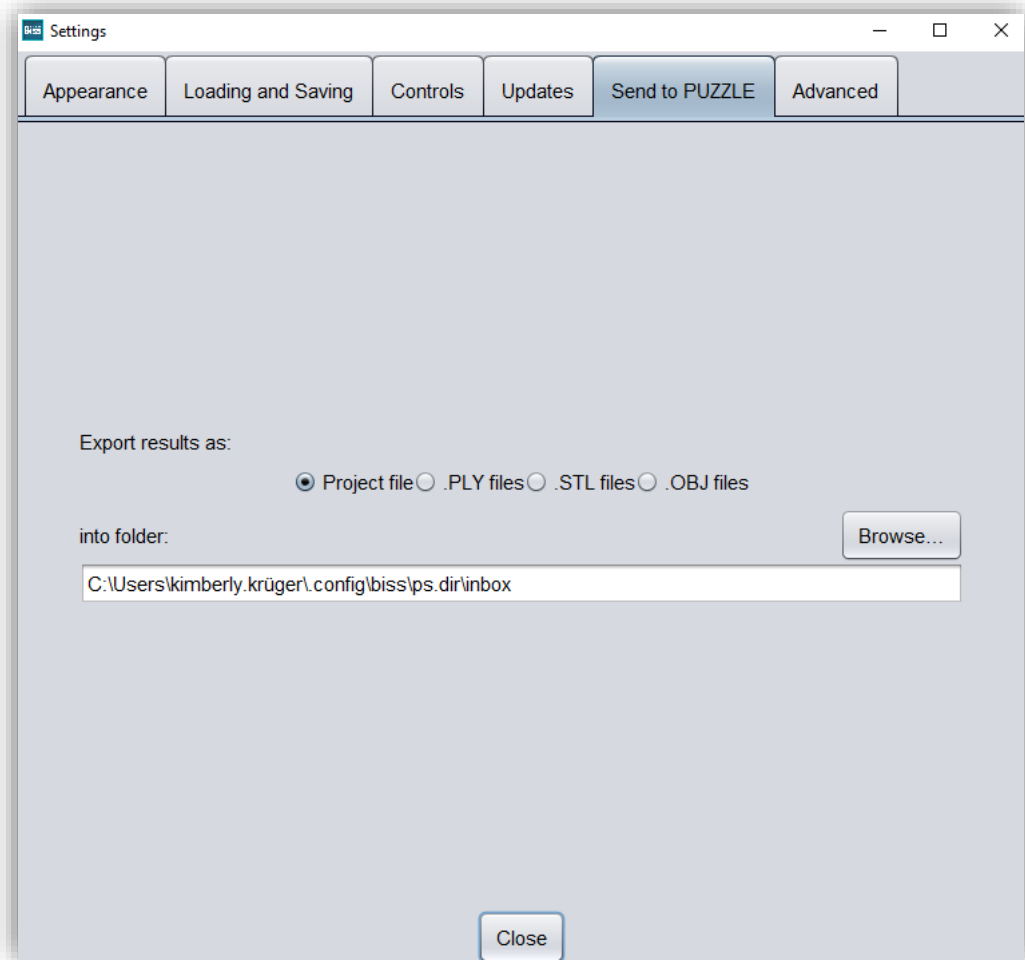 Biss Settings
Appearance Loading and Saving Controls Updates Send to PUZZLE Advanced
Export results as:
Project file .PLY files .STL files .OBJ files
into folder: Browse...
C:\Users\kimberly.krüger\.config\biss\ps.dir\inbox
Close